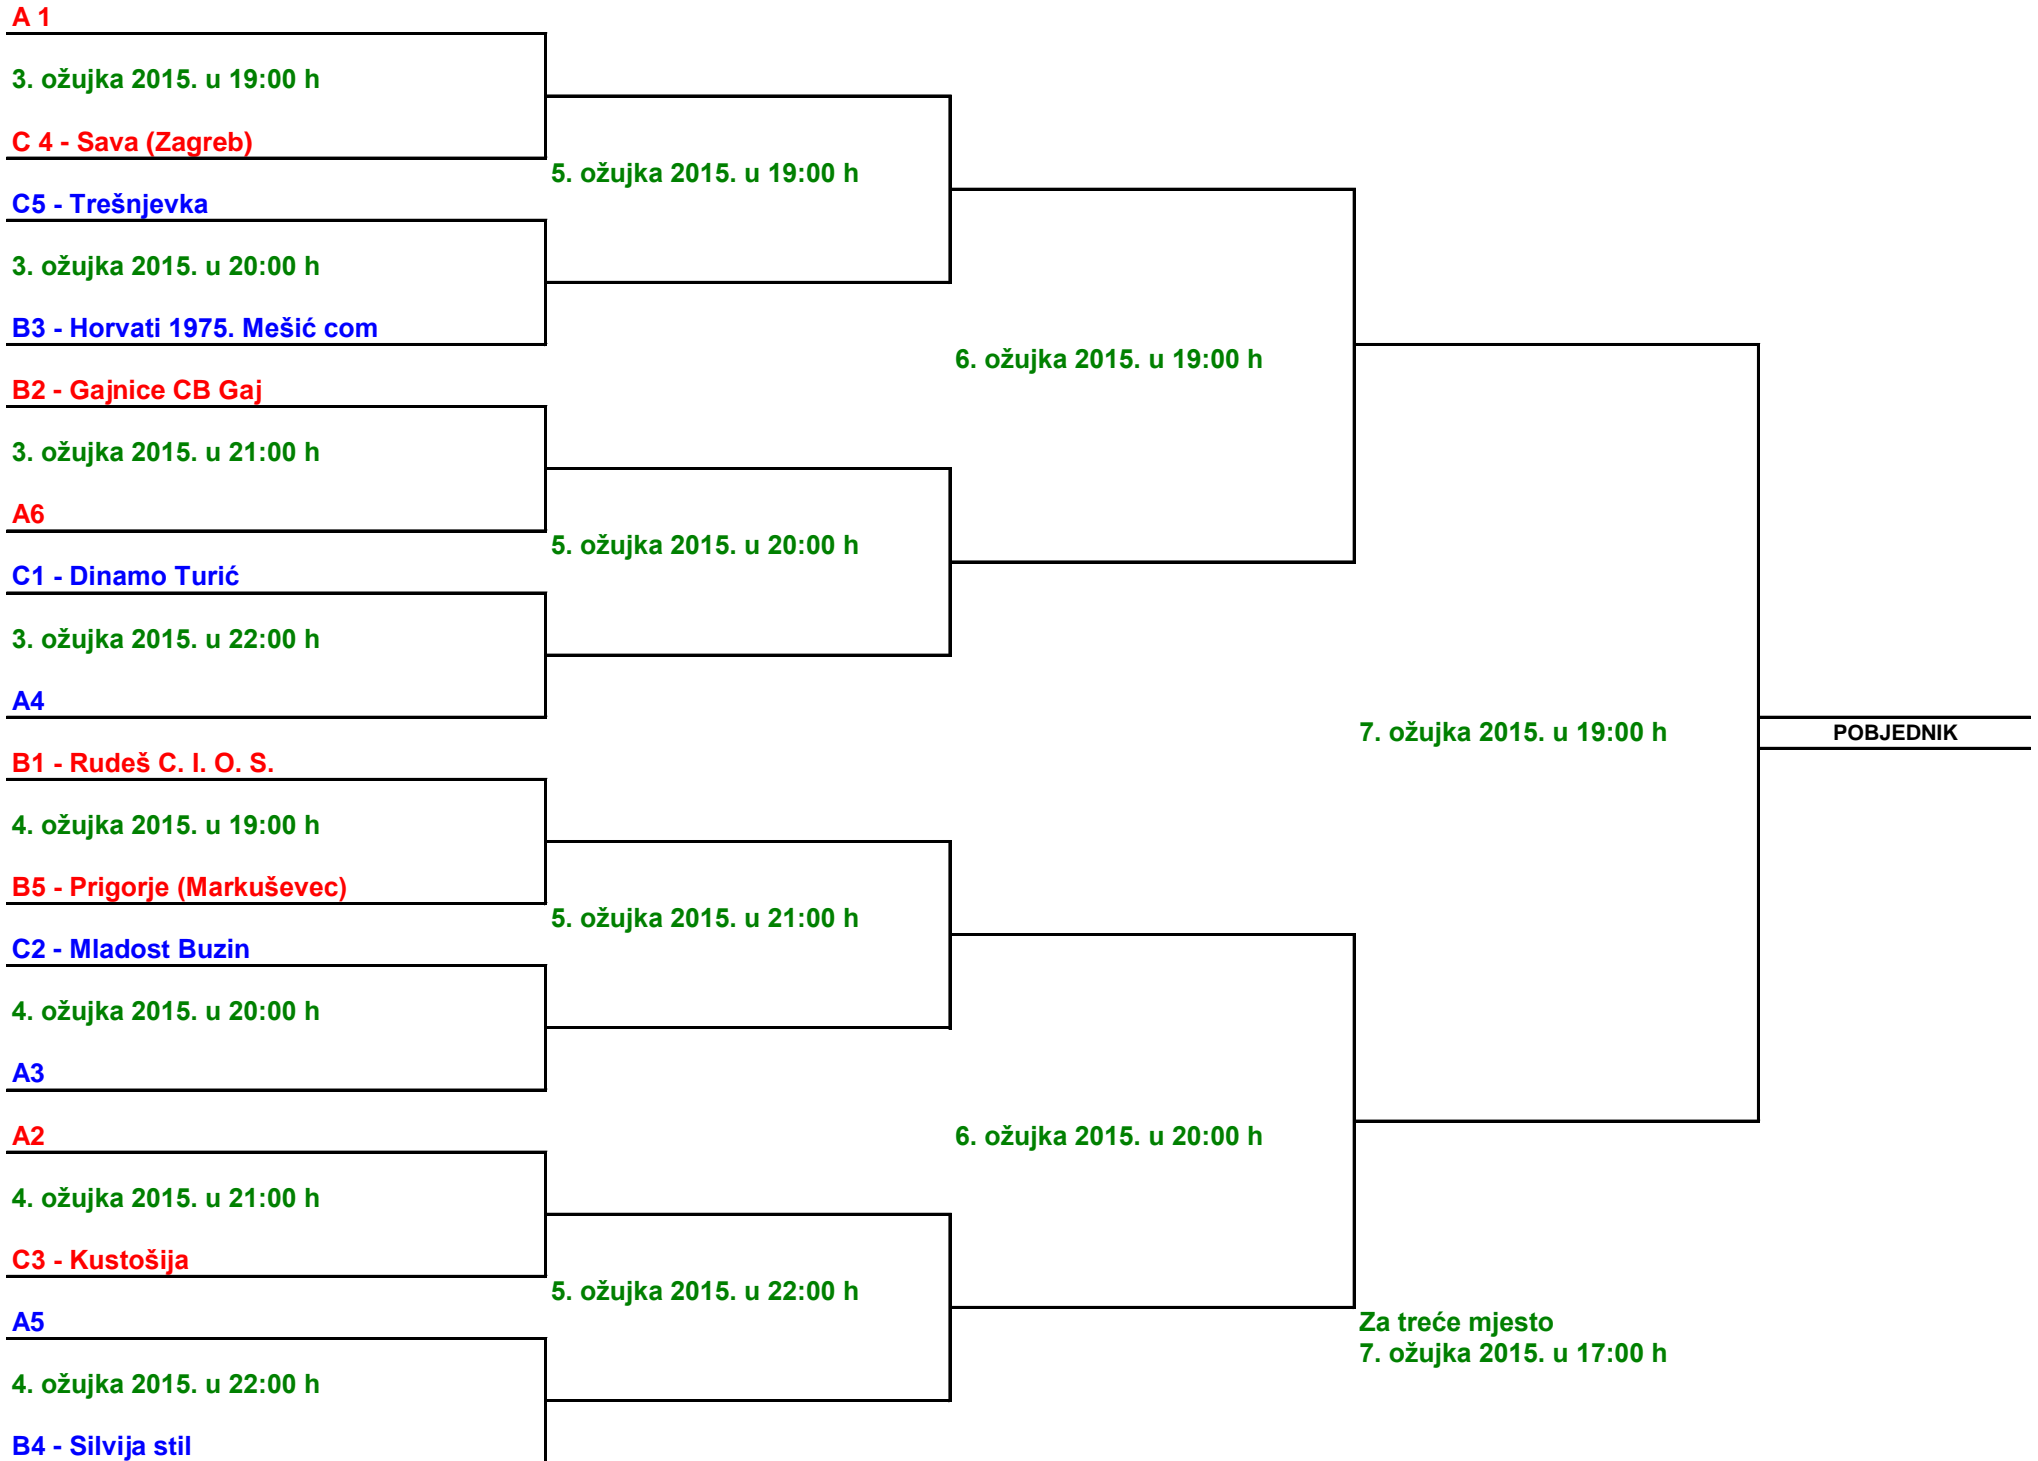 A 1
3. ožujka 2015. u 19:00 h
C 4 - Sava (Zagreb)
5. ožujka 2015. u 19:00 h
C5 - Trešnjevka
3. ožujka 2015. u 20:00 h
B3 - Horvati 1975. Mešić com
6. ožujka 2015. u 19:00 h
B2 - Gajnice CB Gaj
3. ožujka 2015. u 21:00 h
A6
5. ožujka 2015. u 20:00 h
C1 - Dinamo Turić
3. ožujka 2015. u 22:00 h
A4
7. ožujka 2015. u 19:00 h
POBJEDNIK
B1 - Rudeš C. I. O. S.
4. ožujka 2015. u 19:00 h
B5 - Prigorje (Markuševec)
5. ožujka 2015. u 21:00 h
C2 - Mladost Buzin
4. ožujka 2015. u 20:00 h
A3
A2
6. ožujka 2015. u 20:00 h
4. ožujka 2015. u 21:00 h
C3 - Kustošija
5. ožujka 2015. u 22:00 h
A5
Za treće mjesto
7. ožujka 2015. u 17:00 h
4. ožujka 2015. u 22:00 h
B4 - Silvija stil